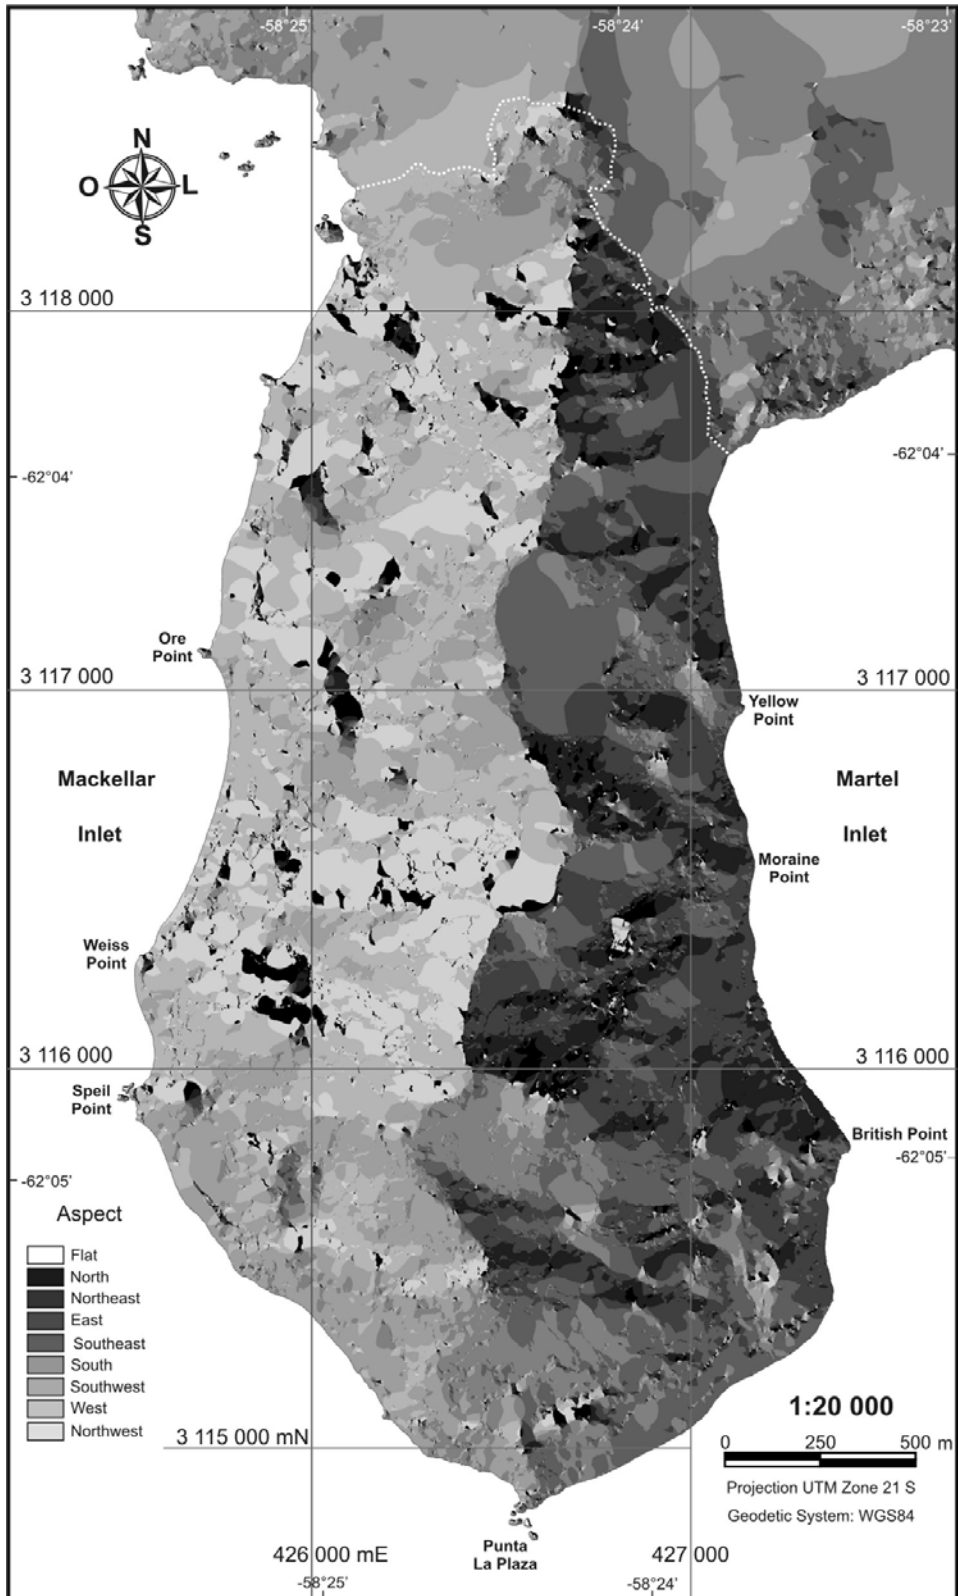 -58°25'
-58°24'
-58°23'
N
O
L
S
3 118 000
-62°04'
-62°04'
Ore
Point
3 117 000
3 117 000
Yellow
Point
Mackellar
Inlet
Martel
Inlet
Moraine
Point
Weiss
Point
3 116 000
3 116 000
Speil
Point
British Point
-62°05'
-62°05'
Aspect
Flat
North
Northeast
East
Southeast
South
Southwest
West
Northwest
3 115 000 mN
1:20 000
0
250
500 m
Projection UTM Zone 21 S
Geodetic System: WGS84
Punta
La Plaza
426 000 mE
427 000
-58°25'
-58°24'